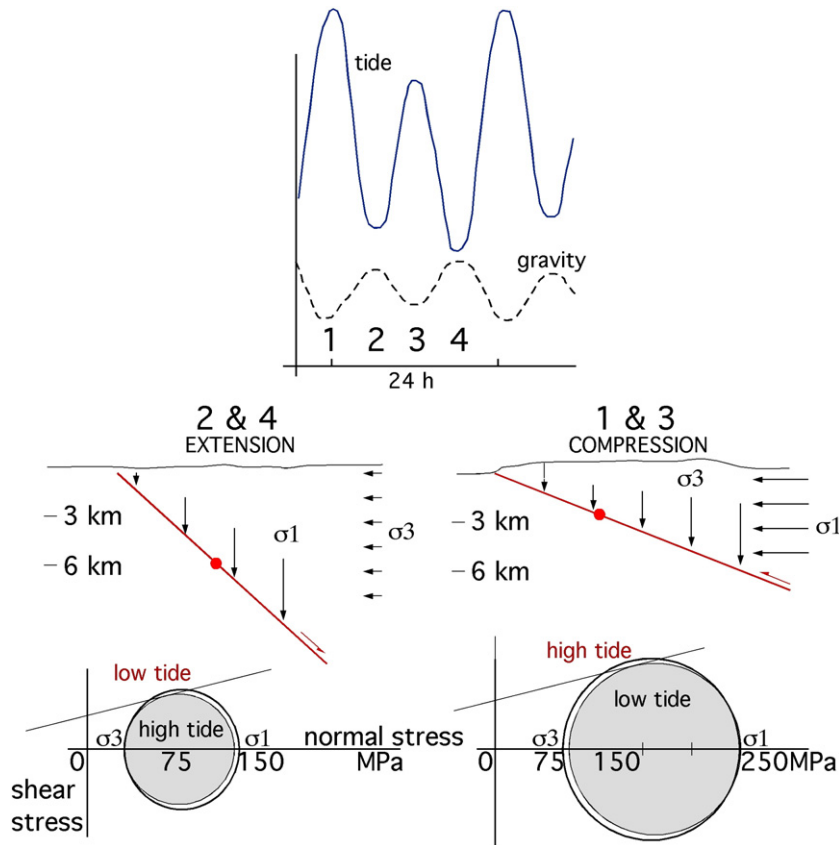 tide
gravity
1 2 3 4
24 h
2 & 4
EXTENSION
−3 km
−6 km
σ1
σ3
1 & 3
COMPRESSION
σ3
−3 km
σ1
−6 km
low tide
high tide
σ3
σ1
normal stress
0 75 150 MPa
shear
stress
high tide
low tide
σ3
σ1
0 75 150 250MPa